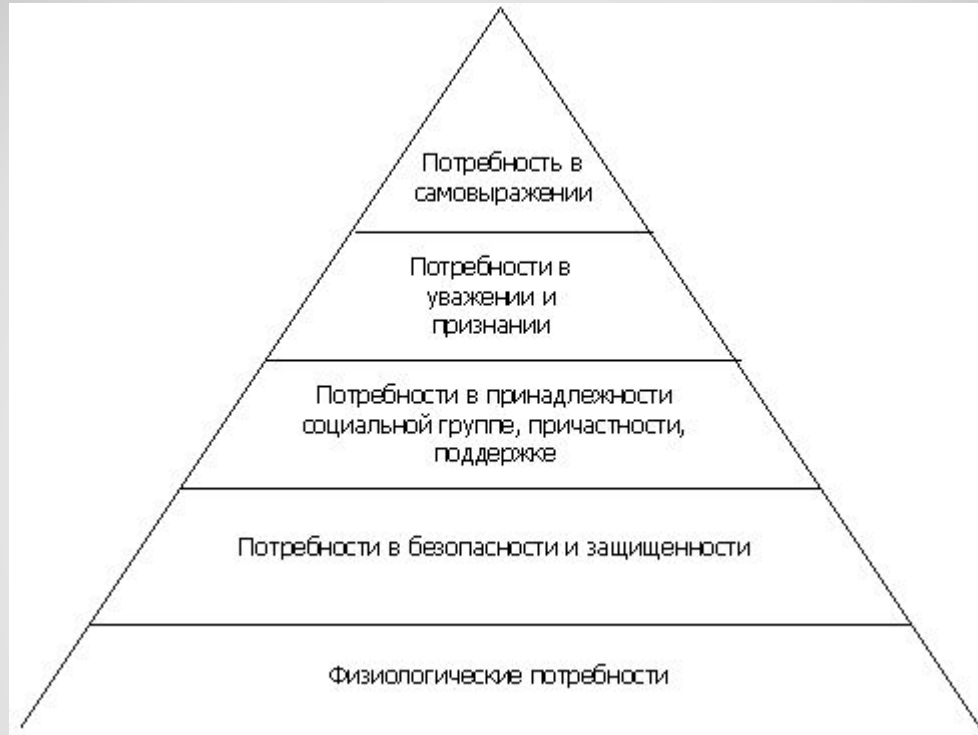 Потребность в
самовыражении
Потребности в
уважении и
признании
Потребности в принадлежности
социальной группе, причастности,
поддержке
Потребности в безопасности и защищенности
Физиологические потребности